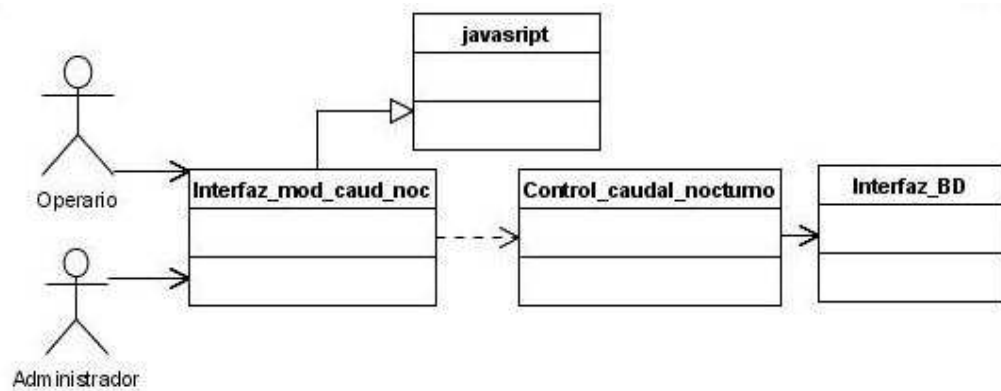 javasript
Operario
Interfaz_mod_caud_noc
Control_caudal_nocturno
Interfaz_BD
Administrador